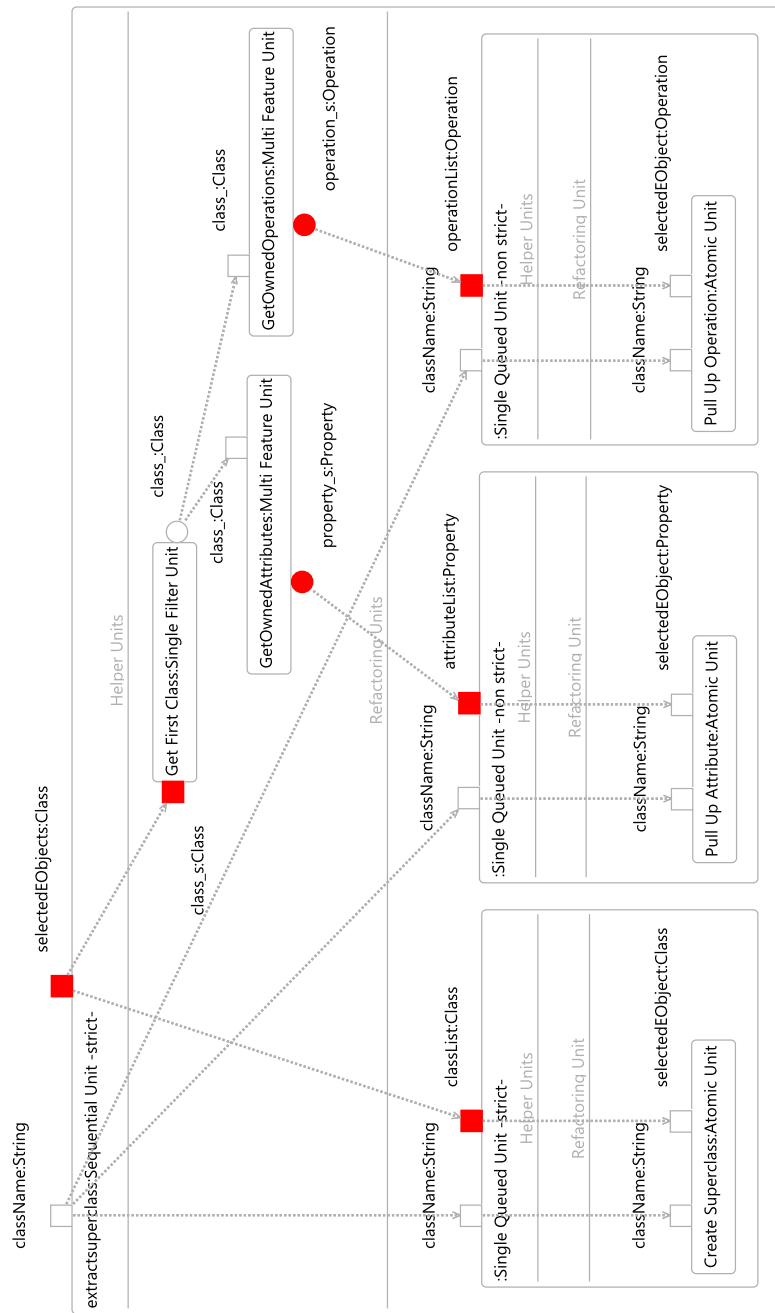 className:String
selectedEObjects:Class
extractsuperclass:Sequential Unit -strict-
Helper Units
class_:Class
Get First Class:Single Filter Unit
class_s:Class
class_:Class
class_:Class
GetOwnedAttributes:Multi Feature Unit
GetOwnedOperations:Multi Feature Unit
property_s:Property
operation_s:Operation
Refactoring Units
className:String
classList:Class
:Single Queued Unit -strict-
Helper Units
Refactoring Unit
className:String
selectedEObject:Class
Create Superclass:Atomic Unit
className:String
attributeList:Property
:Single Queued Unit -non strict-
Helper Units
Refactoring Unit
className:String
selectedEObject:Property
Pull Up Attribute:Atomic Unit
className:String
operationList:Operation
:Single Queued Unit -non strict-
Helper Units
Refactoring Unit
className:String
selectedEObject:Operation
Pull Up Operation:Atomic Unit